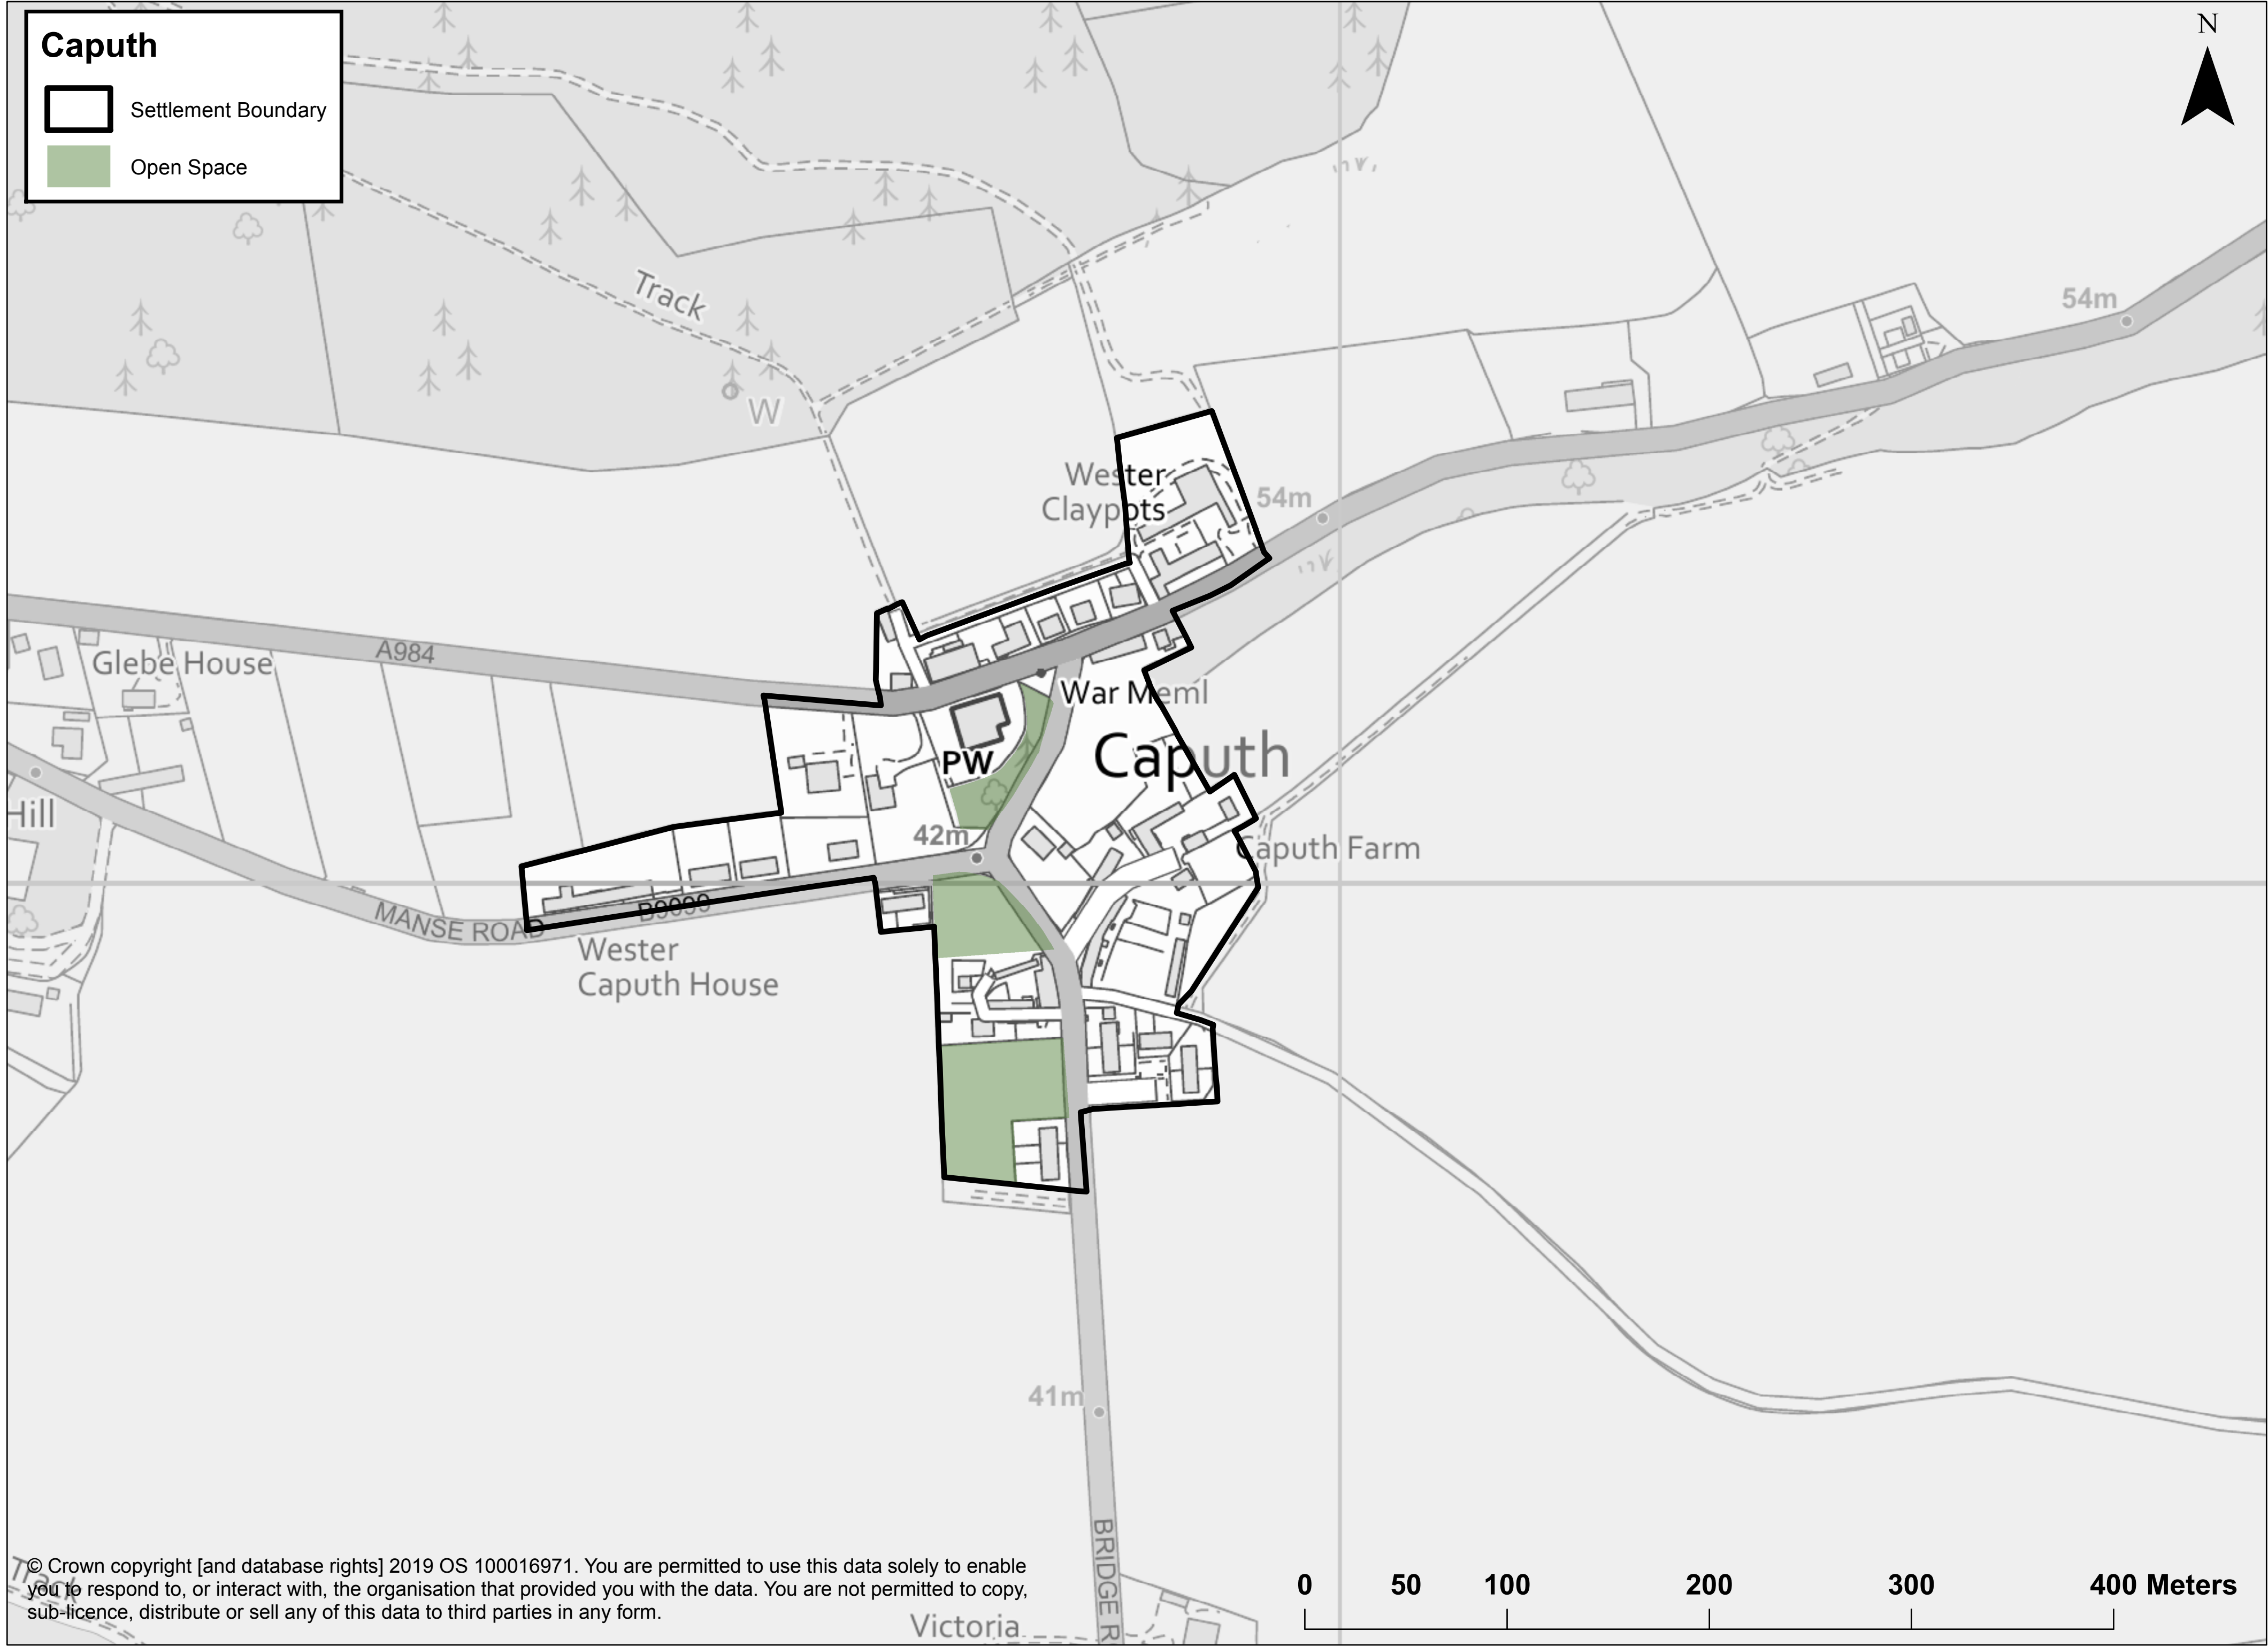 Caputh
Settlement Boundary
Open Space
N
Track
W
54m
54m
Wester
Claypots
A984
Glebe House
War Meml
PW
Caputh
42m
Hill
Caputh Farm
MANSE ROAD
B9099
Wester
Caputh House
41m
BRIDGE R
Track
© Crown copyright [and database rights] 2019 OS 100016971. You are permitted to use this data solely to enable
you to respond to, or interact with, the organisation that provided you with the data. You are not permitted to copy,
sub-licence, distribute or sell any of this data to third parties in any form.
Victoria
0 50 100 200 300 400 Meters